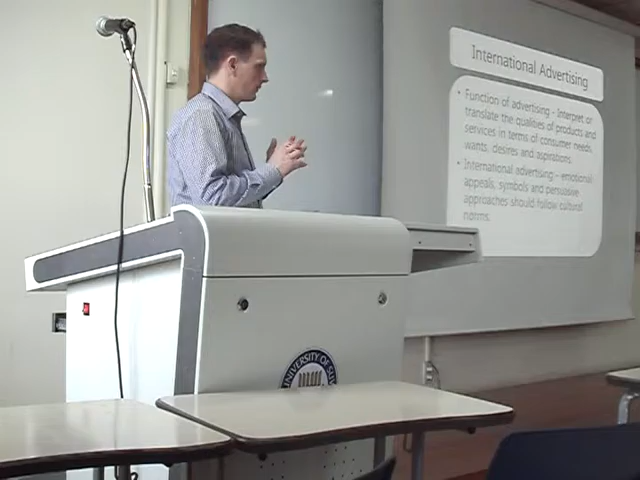 International Advertising
• Function of advertising – Interpret or
translate the qualities of products and
services in terms of consumer needs,
wants, desires and aspirations.
• International advertising – emotional
appeals, symbols and persuasive
approaches should follow cultural
norms.
UNIVERSITY OF